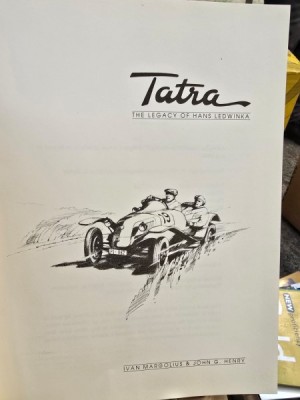 Tatra
THE LEGACY OF HANS LEDWINKA
IVAN MARGOLIUS & JOHN G. HENRY